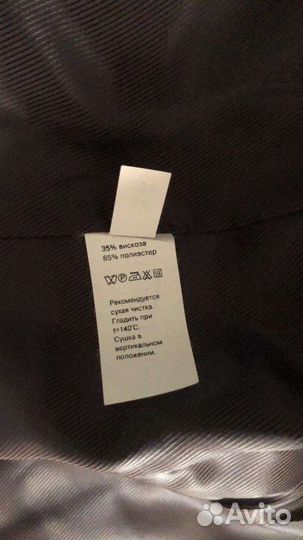 35% вискоза
65% полиэстер
Рекомендуется
сухая чистка.
Гладить при
t=140°С.
Сушка в
вертикальном
положении.
Avito